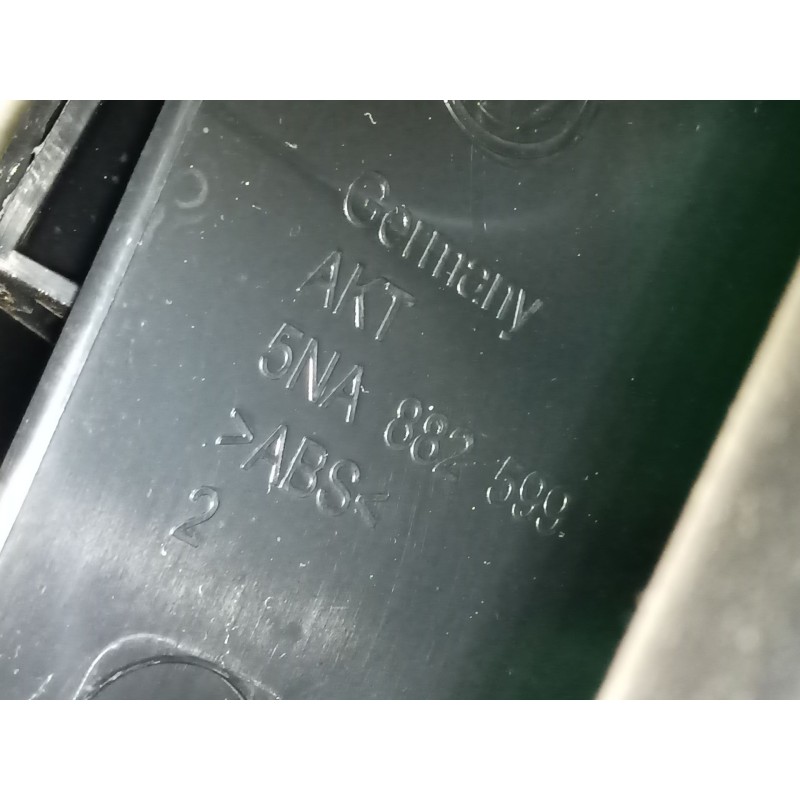 Germany
AKT
5NA 882 599
>ABS<
2